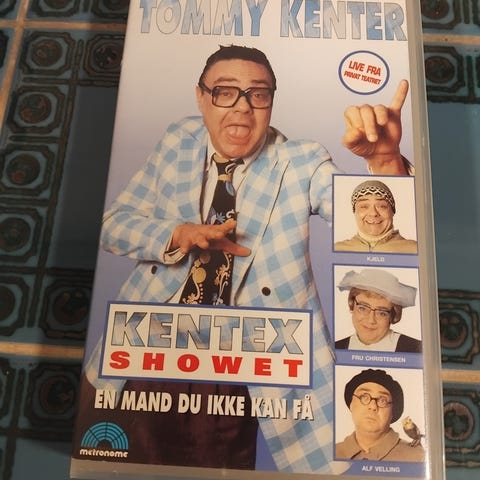 TOMMY KENTER
LIVE FRA
PRIVAT TEATRET
KJELD
FRU CHRISTENSEN
KENTEX
SHOWET
EN MAND DU IKKE KAN FÅ
ALF VELLING
metronome